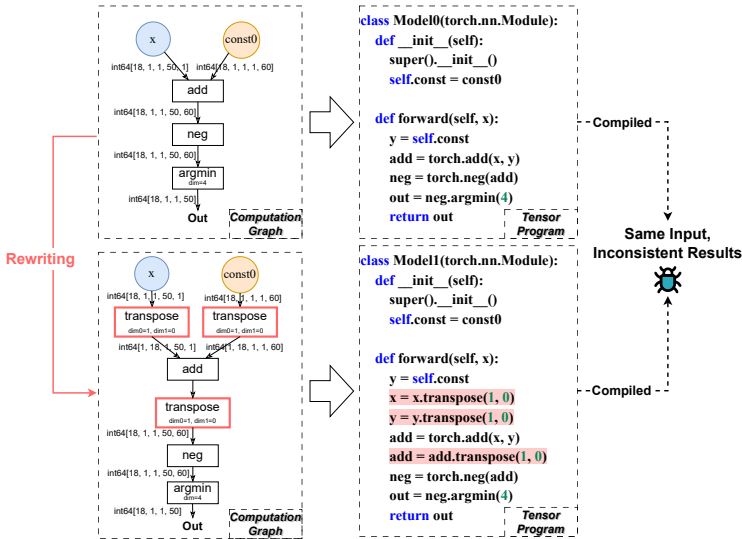 x
const0
int64[18, 1, 1, 50, 1]
int64[18, 1, 1, 1, 60]
add
int64[18, 1, 1, 50, 60]
neg
int64[18, 1, 1, 50, 60]
argmin
dim=4
int64[18, 1, 1, 50]
Out
Computation
Graph
class Model0(torch.nn.Module):
def __init__(self):
super().__init__()
self.const = const0
def forward(self, x):
y = self.const
add = torch.add(x, y)
neg = torch.neg(add)
out = neg.argmin(4)
return out
Tensor
Program
Compiled
Rewriting
Same Input,
Inconsistent Results
x
const0
int64[18, 1, 1, 50, 1]
int64[18, 1, 1, 1, 60]
transpose
dim0=1, dim1=0
transpose
dim0=1, dim1=0
int64[1, 18, 1, 50, 1]
int64[1, 18, 1, 1, 60]
add
transpose
dim0=1, dim1=0
int64[18, 1, 1, 50, 60]
neg
int64[18, 1, 1, 50, 60]
argmin
dim=4
int64[18, 1, 1, 50]
Out
Computation
Graph
class Model1(torch.nn.Module):
def __init__(self):
super().__init__()
self.const = const0
def forward(self, x):
y = self.const
x = x.transpose(1, 0)
y = y.transpose(1, 0)
add = torch.add(x, y)
add = add.transpose(1, 0)
neg = torch.neg(add)
out = neg.argmin(4)
return out
Tensor
Program
Compiled